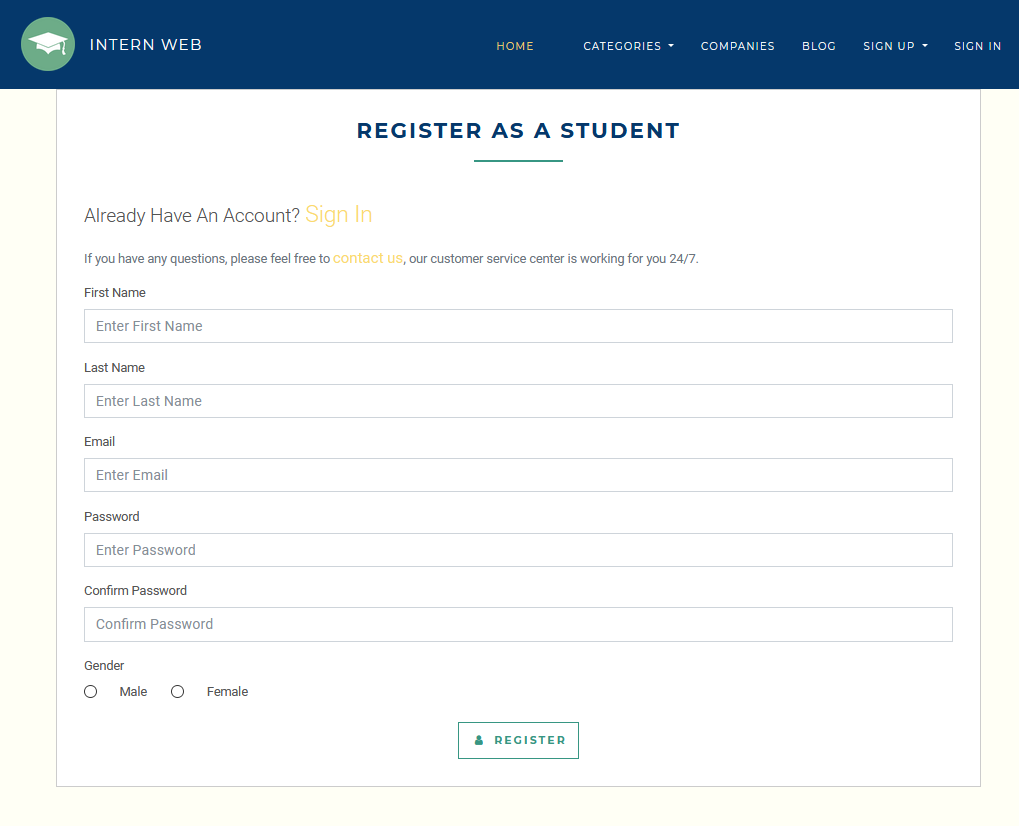 INTERN WEB
HOME CATEGORIES COMPANIES BLOG SIGN UP SIGN IN
REGISTER AS A STUDENT
Already Have An Account? Sign In
If you have any questions, please feel free to contact us, our customer service center is working for you 24/7.
First Name
Enter First Name
Last Name
Enter Last Name
Email
Enter Email
Password
Enter Password
Confirm Password
Confirm Password
Gender
Male Female
REGISTER